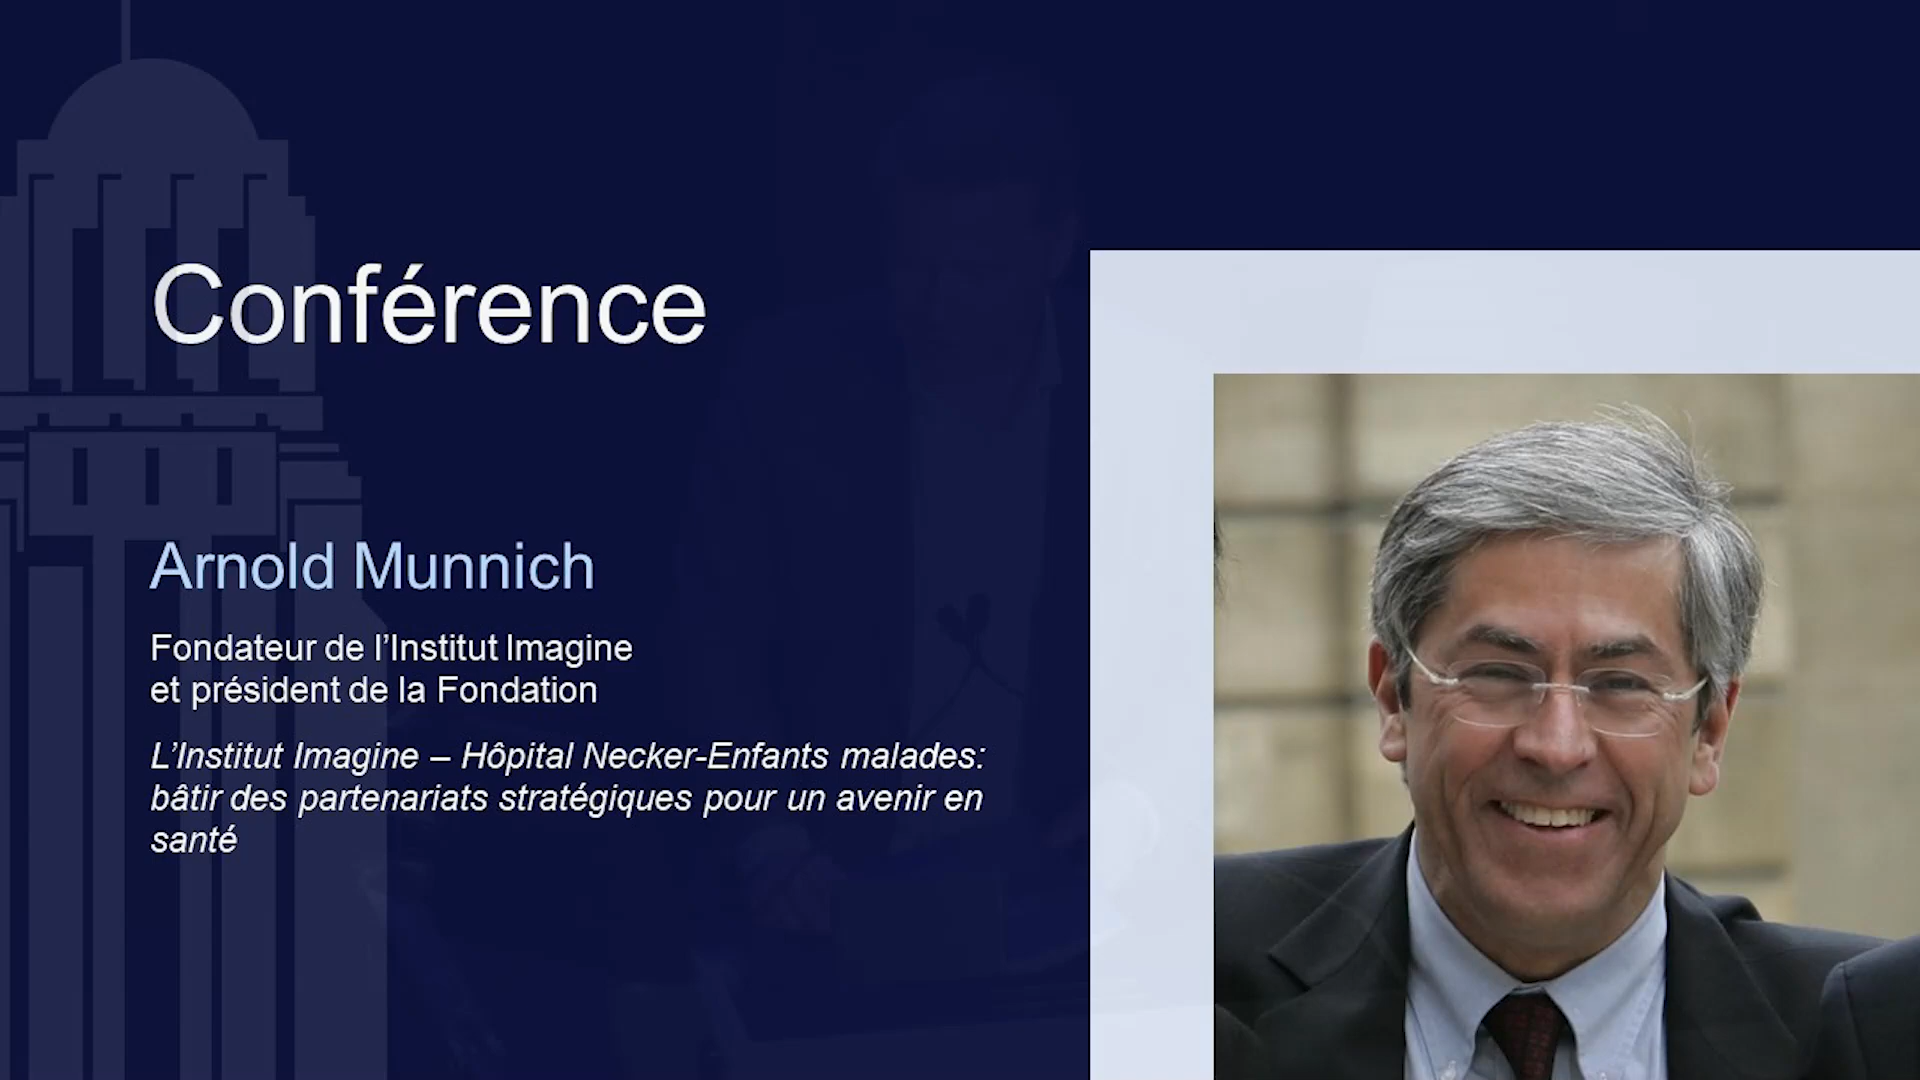 Conférence
Arnold Munnich
Fondateur de l’Institut Imagine
et président de la Fondation
L’Institut Imagine – Hôpital Necker-Enfants malades:
bâtir des partenariats stratégiques pour un avenir en
santé